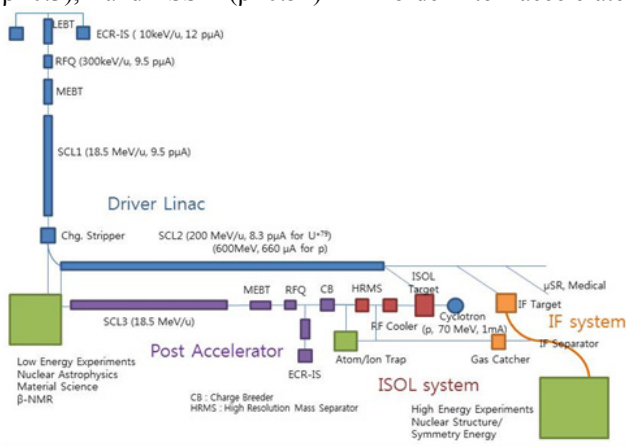 LEBT
ECR-IS ( 10keV/u, 12 pµA)
RFQ (300keV/u, 9.5 pµA)
MEBT
SCL1 (18.5 MeV/u, 9.5 pµA)
Driver Linac
Chg. Stripper
SCL2 (200 MeV/u, 8.3 pµA for U⁺⁷⁹)
(600MeV, 660 µA for p)
MEBT
RFQ
CB
HRMS
ISOL
Target
µSR, Medical
IF Target
SCL3 (18.5 MeV/u)
RF Cooler
Cyclotron
(p, 70 MeV, 1mA)
IF system
Post Accelerator
IF Separator
Low Energy Experiments
Nuclear Astrophysics
Material Science
β-NMR
ECR-IS
Atom/Ion Trap
Gas Catcher
ISOL system
CB : Charge Breeder
HRMS : High Resolution Mass Separator
High Energy Experiments
Nuclear Structure/
Symmetry Energy